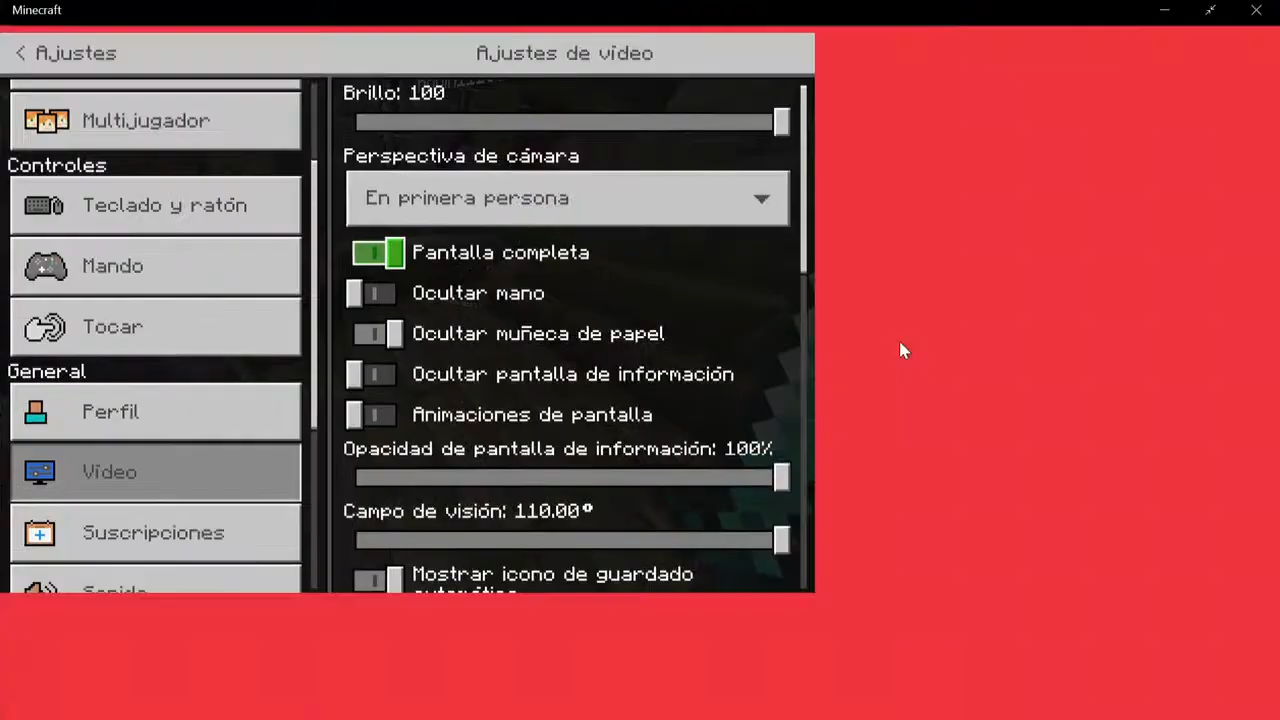 Minecraft
Ajustes
Ajustes de vídeo
Multijugador
Controles
Teclado y ratón
Mando
Tocar
General
Perfil
Vídeo
Suscripciones
Sonido
Brillo: 100
Perspectiva de cámara
En primera persona
Pantalla completa
Ocultar mano
Ocultar muñeca de papel
Ocultar pantalla de información
Animaciones de pantalla
Opacidad de pantalla de información: 100%
Campo de visión: 110.00°
Mostrar icono de guardado
automático